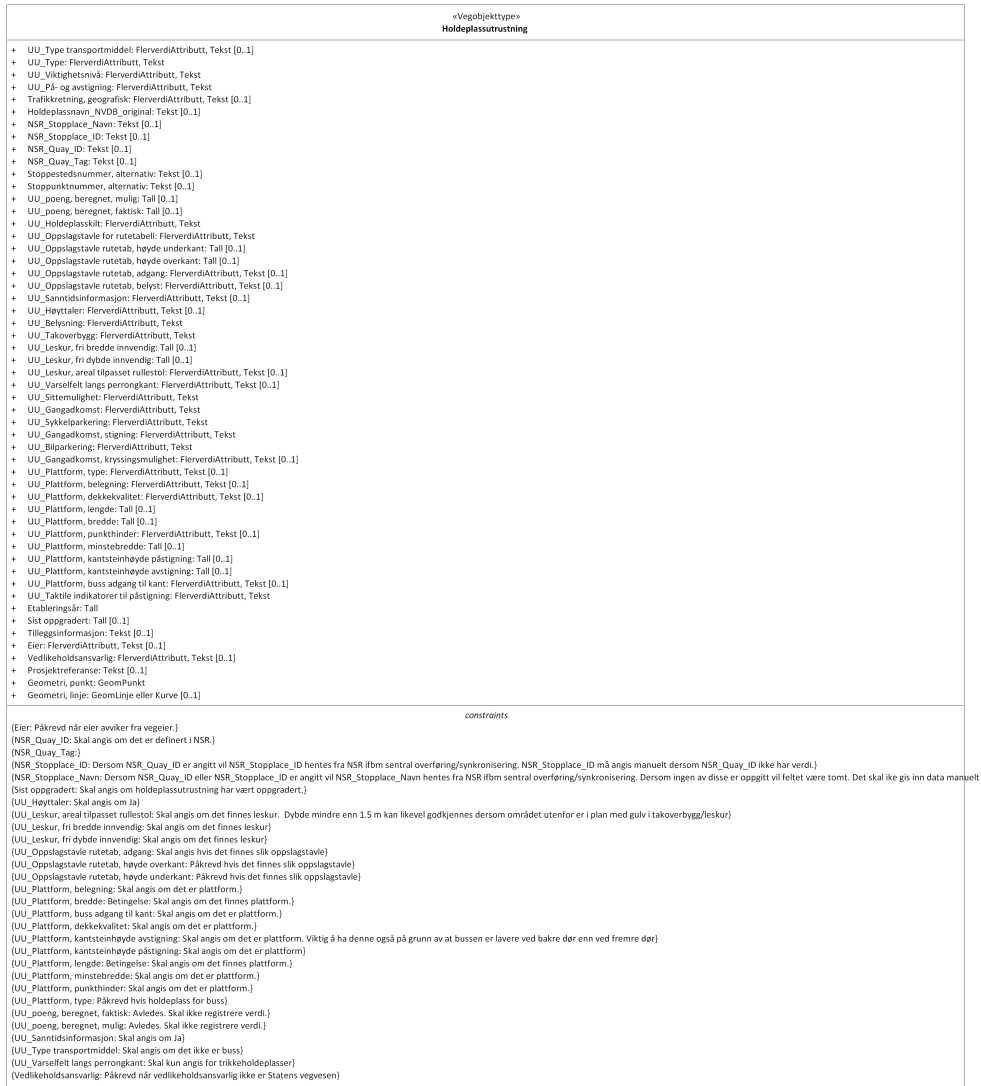 «Vegobjekttype»
Holdeplassutrustning
+ UU_Type transportmiddel: FlerverdiAttributt, Tekst [0..1]
+ UU_Type: FlerverdiAttributt, Tekst
+ UU_Viktighetsnivå: FlerverdiAttributt, Tekst
+ UU_På- og avstigning: FlerverdiAttributt, Tekst
+ Trafikkretning, geografisk: FlerverdiAttributt, Tekst [0..1]
+ Holdeplassnavn_NVDB_original: Tekst [0..1]
+ NSR_Stopplace_Navn: Tekst [0..1]
+ NSR_Stopplace_ID: Tekst [0..1]
+ NSR_Quay_ID: Tekst [0..1]
+ NSR_Quay_Tag: Tekst [0..1]
+ Stoppestedsnummer, alternativ: Tekst [0..1]
+ Stoppunktnummer, alternativ: Tekst [0..1]
+ UU_poeng, beregnet, mulig: Tall [0..1]
+ UU_poeng, beregnet, faktisk: Tall [0..1]
+ UU_Holdeplasskilt: FlerverdiAttributt, Tekst
+ UU_Oppslagstavle for rutetabell: FlerverdiAttributt, Tekst
+ UU_Oppslagstavle rutetab, høyde underkant: Tall [0..1]
+ UU_Oppslagstavle rutetab, høyde overkant: Tall [0..1]
+ UU_Oppslagstavle rutetab, adgang: FlerverdiAttributt, Tekst [0..1]
+ UU_Oppslagstavle rutetab, belyst: FlerverdiAttributt, Tekst [0..1]
+ UU_Sanntidsinformasjon: FlerverdiAttributt, Tekst [0..1]
+ UU_Høyttaler: FlerverdiAttributt, Tekst [0..1]
+ UU_Belysning: FlerverdiAttributt, Tekst
+ UU_Takoverbygg: FlerverdiAttributt, Tekst
+ UU_Leskur, fri bredde innvendig: Tall [0..1]
+ UU_Leskur, fri dybde innvendig: Tall [0..1]
+ UU_Leskur, areal tilpasset rullestol: FlerverdiAttributt, Tekst [0..1]
+ UU_Varselfelt langs perrongkant: FlerverdiAttributt, Tekst [0..1]
+ UU_Sittemulighet: FlerverdiAttributt, Tekst
+ UU_Gangadkomst: FlerverdiAttributt, Tekst
+ UU_Sykkelparkering: FlerverdiAttributt, Tekst
+ UU_Gangadkomst, stigning: FlerverdiAttributt, Tekst
+ UU_Bilparkering: FlerverdiAttributt, Tekst
+ UU_Gangadkomst, kryssingsmulighet: FlerverdiAttributt, Tekst [0..1]
+ UU_Plattform, type: FlerverdiAttributt, Tekst [0..1]
+ UU_Plattform, belegning: FlerverdiAttributt, Tekst [0..1]
+ UU_Plattform, dekkekvalitet: FlerverdiAttributt, Tekst [0..1]
+ UU_Plattform, lengde: Tall [0..1]
+ UU_Plattform, bredde: Tall [0..1]
+ UU_Plattform, punkthinder: FlerverdiAttributt, Tekst [0..1]
+ UU_Plattform, minstebredde: Tall [0..1]
+ UU_Plattform, kantsteinhøyde påstigning: Tall [0..1]
+ UU_Plattform, kantsteinhøyde avstigning: Tall [0..1]
+ UU_Plattform, buss adgang til kant: FlerverdiAttributt, Tekst [0..1]
+ UU_Taktile indikatorer til påstigning: FlerverdiAttributt, Tekst
+ Etableringsår: Tall
+ Sist oppgradert: Tall [0..1]
+ Tilleggsinformasjon: Tekst [0..1]
+ Eier: FlerverdiAttributt, Tekst [0..1]
+ Vedlikeholdsansvarlig: FlerverdiAttributt, Tekst [0..1]
+ Prosjektreferanse: Tekst [0..1]
+ Geometri, punkt: GeomPunkt
+ Geometri, linje: GeomLinje eller Kurve [0..1]
constraints
{Eier: Påkrevd når eier avviker fra vegeier.}
{NSR_Quay_ID: Skal angis om det er definert i NSR.}
{NSR_Quay_Tag:}
{NSR_Stopplace_ID: Dersom NSR_Quay_ID er angitt vil NSR_Stopplace_ID hentes fra NSR ifbm sentral overføring/synkronisering. NSR_Stopplace_ID må angis manuelt dersom NSR_Quay_ID ikke har verdi.}
{NSR_Stopplace_Navn: Dersom NSR_Quay_ID eller NSR_Stopplace_ID er angitt vil NSR_Stopplace_Navn hentes fra NSR ifbm sentral overføring/synkronisering. Dersom ingen av disse er oppgitt vil feltet være tomt. Det skal ike gis inn data manuelt
{Sist oppgradert: Skal angis om holdeplassutrustning har vært oppgradert.}
{UU_Høyttaler: Skal angis om Ja}
{UU_Leskur, areal tilpasset rullestol: Skal angis om det finnes leskur.  Dybde mindre enn 1.5 m kan likevel godkjennes dersom området utenfor er i plan med gulv i takoverbygg/leskur}
{UU_Leskur, fri bredde innvendig: Skal angis om det finnes leskur}
{UU_Leskur, fri dybde innvendig: Skal angis om det finnes leskur}
{UU_Oppslagstavle rutetab, adgang: Skal angis hvis det finnes slik oppslagstavle}
{UU_Oppslagstavle rutetab, høyde overkant: Påkrevd hvis det finnes slik oppslagstavle}
{UU_Oppslagstavle rutetab, høyde underkant: Påkrevd hvis det finnes slik oppslagstavle}
{UU_Plattform, belegning: Skal angis om det er plattform.}
{UU_Plattform, bredde: Betingelse: Skal angis om det finnes plattform.}
{UU_Plattform, buss adgang til kant: Skal angis om det er plattform.}
{UU_Plattform, dekkekvalitet: Skal angis om det er plattform.}
{UU_Plattform, kantsteinhøyde avstigning: Skal angis om det er plattform. Viktig å ha denne også på grunn av at bussen er lavere ved bakre dør enn ved fremre dør}
{UU_Plattform, kantsteinhøyde påstigning: Skal angis om det er plattform}
{UU_Plattform, lengde: Betingelse: Skal angis om det finnes plattform.}
{UU_Plattform, minstebredde: Skal angis om det er plattform.}
{UU_Plattform, punkthinder: Skal angis om det er plattform.}
{UU_Plattform, type: Påkrevd hvis holdeplass for buss}
{UU_poeng, beregnet, faktisk: Avledes. Skal ikke registrere verdi.}
{UU_poeng, beregnet, mulig: Avledes. Skal ikke registrere verdi.}
{UU_Sanntidsinformasjon: Skal angis om Ja}
{UU_Type transportmiddel: Skal angis om det ikke er buss}
{UU_Varselfelt langs perrongkant: Skal kun angis for trikkeholdeplasser}
{Vedlikeholdsansvarlig: Påkrevd når vedlikeholdsansvarlig ikke er Statens vegvesen}